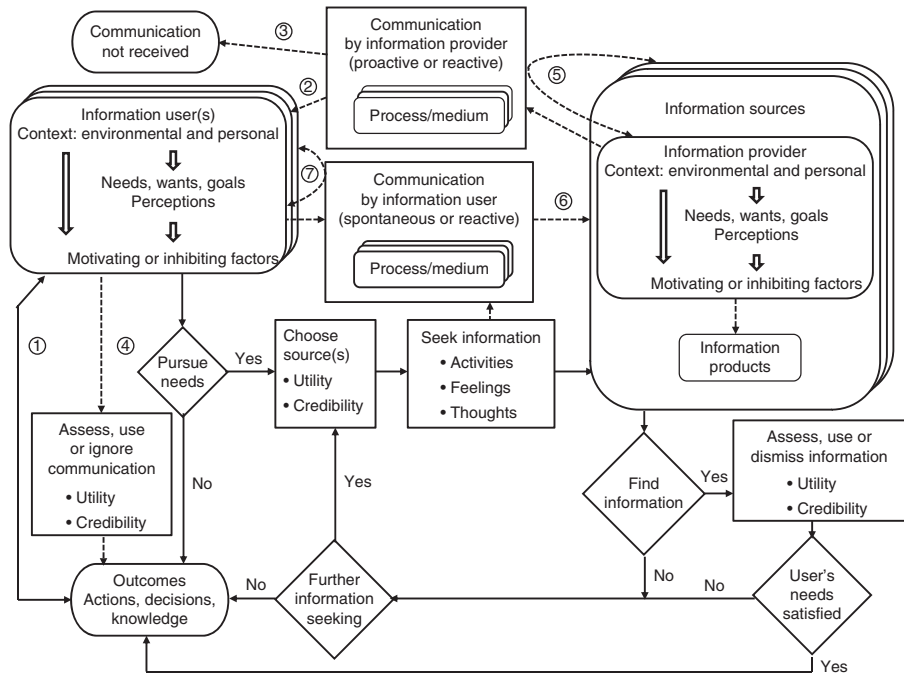 Communication
not received
③
Communication
by information provider
(proactive or reactive)
Process/medium
②
⑤
Information user(s)
Context: environmental and personal
Needs, wants, goals
Perceptions
Motivating or inhibiting factors
⑦
Communication
by information user
(spontaneous or reactive)
Process/medium
⑥
Information sources
Information provider
Context: environmental and personal
Needs, wants, goals
Perceptions
Motivating or inhibiting factors
Information
products
①
④
Pursue
needs
Yes
No
Choose
source(s)
• Utility
• Credibility
Seek information
• Activities
• Feelings
• Thoughts
Assess, use
or ignore
communication
• Utility
• Credibility
Yes
Find
information
Yes
No
Assess, use or
dismiss information
• Utility
• Credibility
Outcomes
Actions, decisions,
knowledge
No
Further
information
seeking
No
User's
needs
satisfied
Yes